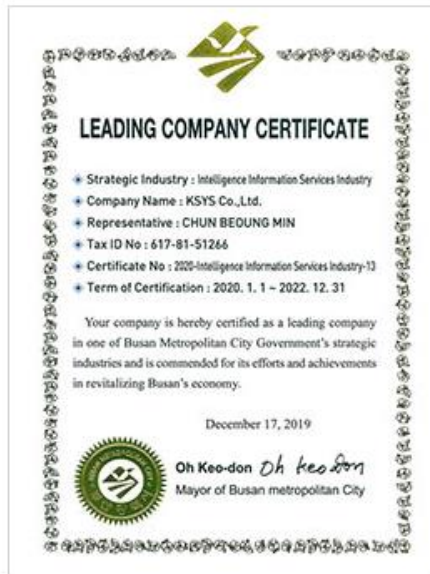 LEADING COMPANY CERTIFICATE
Strategic Industry : Intelligence Information Services Industry
Company Name : KSYS Co.,Ltd.
Representative : CHUN BEOUNG MIN
Tax ID No : 617-81-51266
Certificate No : 2020-Intelligence Information Services Industry-13
Term of Certification : 2020. 1. 1 ~ 2022. 12. 31
Your company is hereby certified as a leading company
in one of Busan Metropolitan City Government's strategic
industries and is commended for its efforts and achievements
in revitalizing Busan's economy.
December 17, 2019
Oh Keo-don Oh keo don
Mayor of Busan metropolitan City